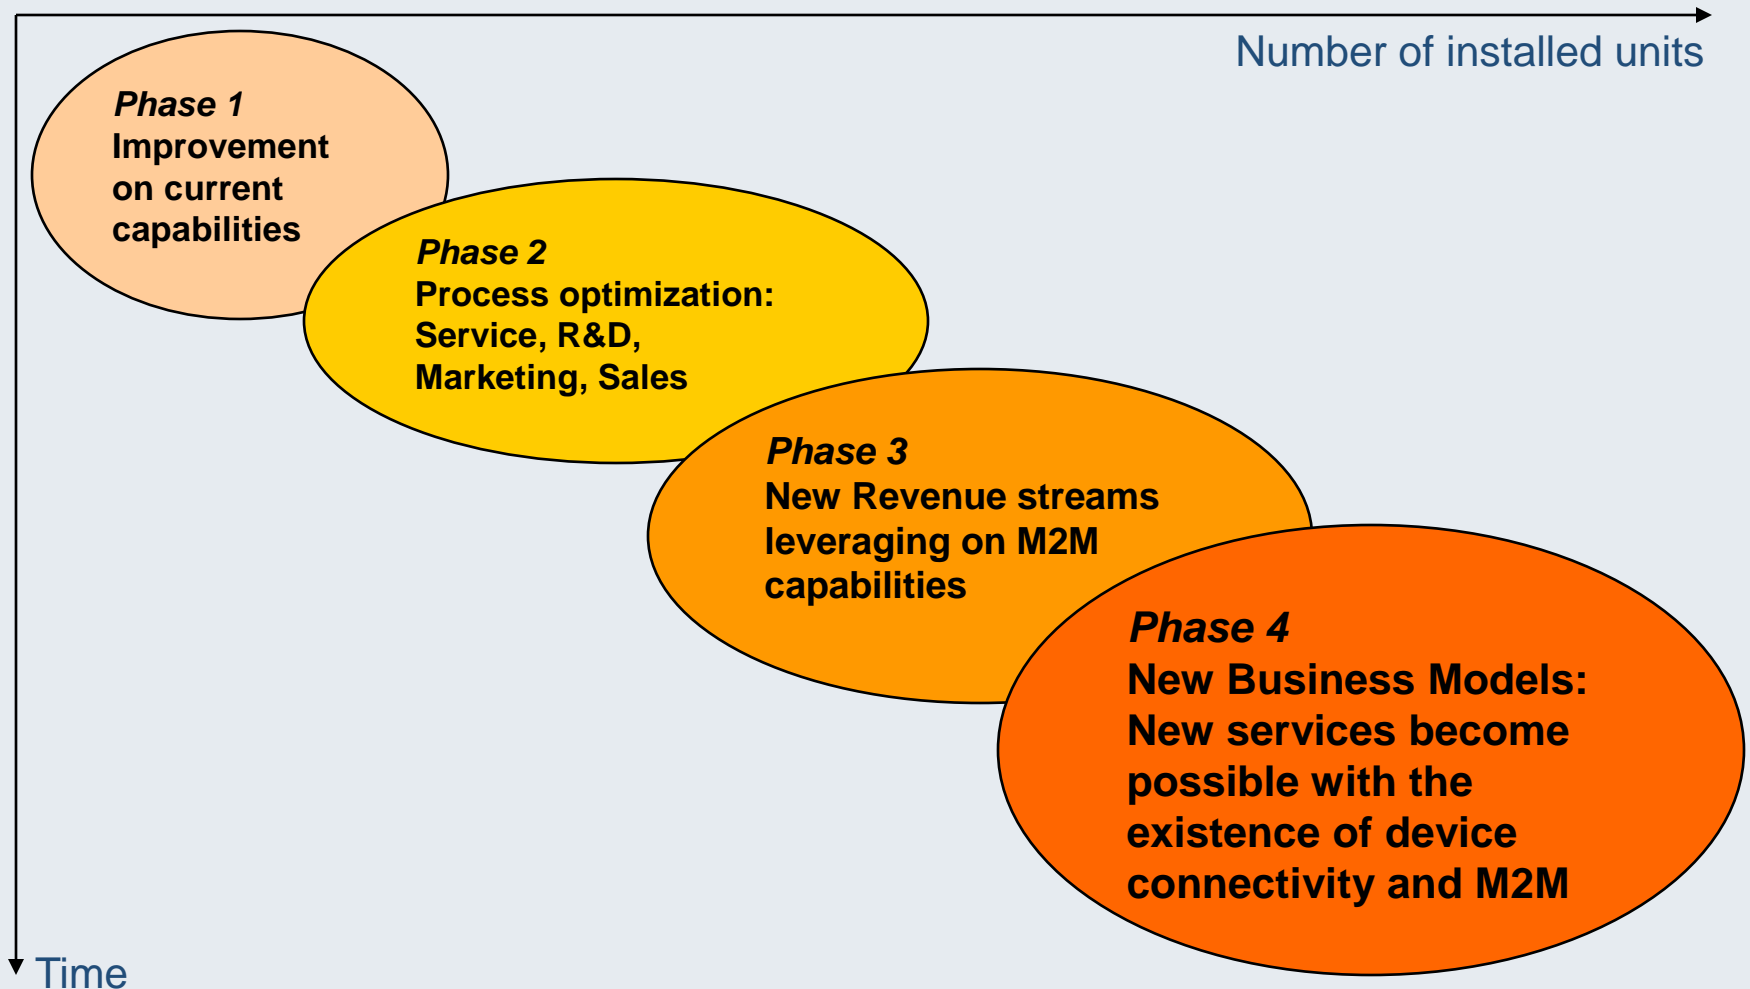 Number of installed units
Phase 1
Improvement
on current
capabilities
Phase 2
Process optimization:
Service, R&D,
Marketing, Sales
Phase 3
New Revenue streams
leveraging on M2M
capabilities
Phase 4
New Business Models:
New services become
possible with the
existence of device
connectivity and M2M
Time